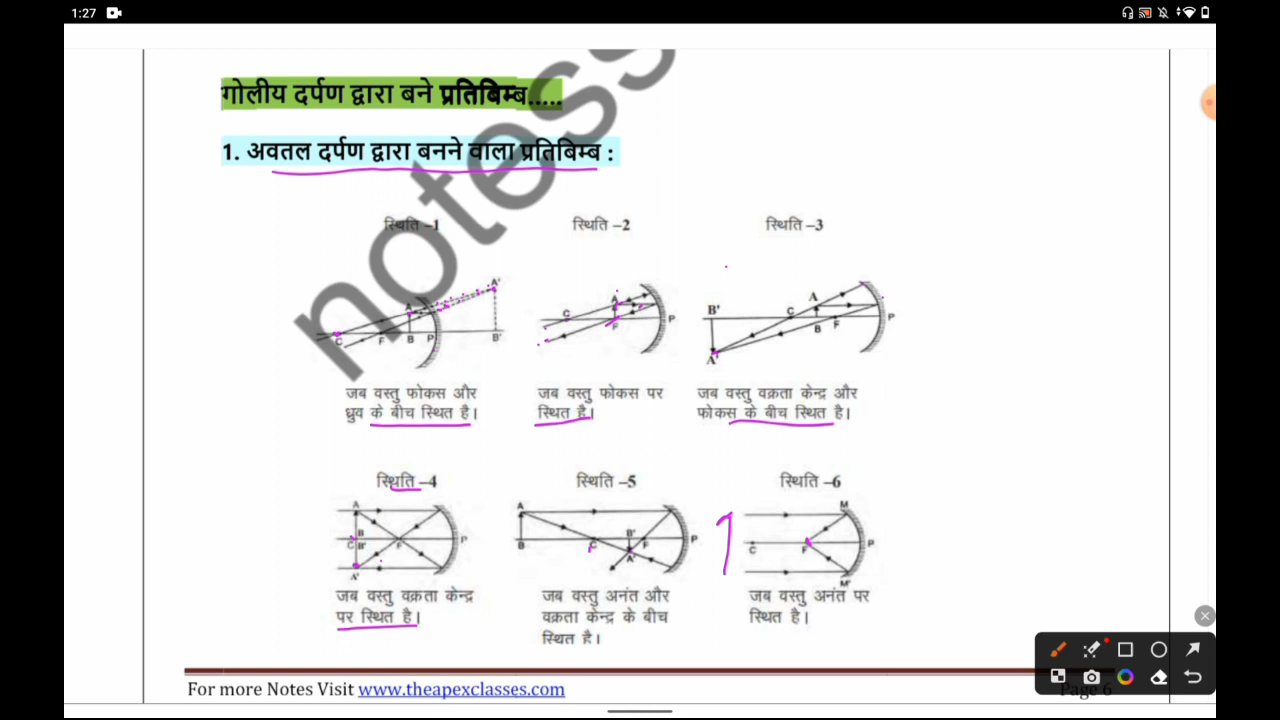 1:27
notes
गोलीय दर्पण द्वारा बने प्रतिबिम्ब.....
1. अवतल दर्पण द्वारा बनने वाला प्रतिबिम्ब :
स्थिति –1
स्थिति –2
स्थिति –3
A A'
C F B P B'
A
C F P
B' C A
B F P
A'
जब वस्तु फोकस और
ध्रुव के बीच स्थित है।
जब वस्तु फोकस पर
स्थित है।
जब वस्तु वक्रता केन्द्र और
फोकस के बीच स्थित है।
स्थिति –4
स्थिति –5
स्थिति –6
A
B
C B' F P
A'
A
B C B' F P
A'
M
C F P
M'
जब वस्तु वक्रता केन्द्र
पर स्थित है।
जब वस्तु अनंत और
वक्रता केन्द्र के बीच
स्थित है।
जब वस्तु अनंत पर
स्थित है।
For more Notes Visit www.theapexclasses.com
Page 6